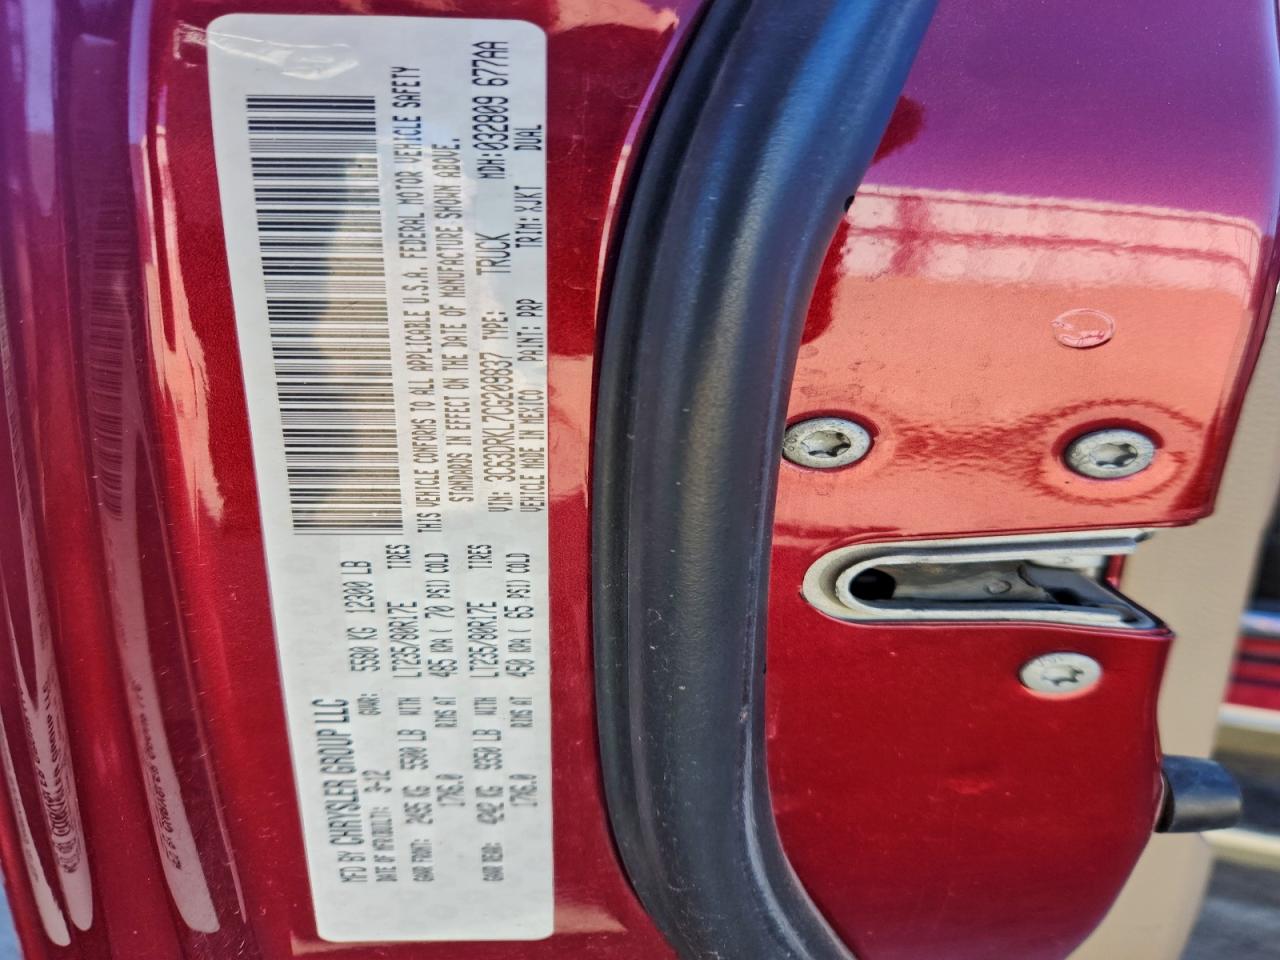 MFD BY CHRYSLER GROUP LLC
DATE OF MFR/BUILT: 3-12 GVWR: 5580 KG 12300 LB
GAWR FRONT: 2495 KG 5500 LB WITH LT235/80R17E TIRES
17X6.0 RIMS AT 485 KPA ( 70 PSI) COLD
GAWR REAR: 4242 KG 9350 LB WITH LT235/80R17E TIRES
17X6.0 RIMS AT 450 KPA ( 65 PSI) COLD
THIS VEHICLE CONFORMS TO ALL APPLICABLE U.S.A. FEDERAL MOTOR VEHICLE SAFETY
STANDARDS IN EFFECT ON THE DATE OF MANUFACTURE SHOWN ABOVE.
VIN: 3C63DRKL7CG209837 TYPE: TRUCK MDH:032809 677AA
VEHICLE MADE IN MEXICO PAINT: PRP TRIM: XJKT DUAL